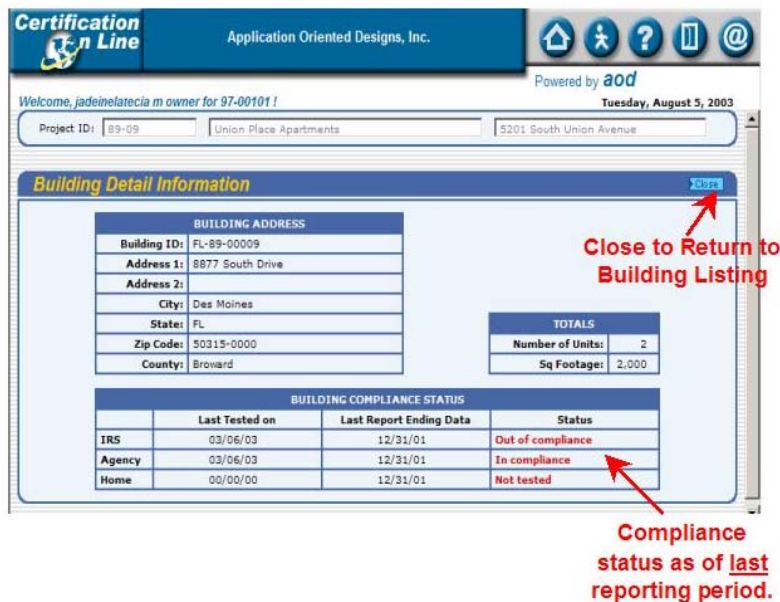 Certification
On Line
Application Oriented Designs, Inc.
?
@
Powered by aod
Welcome, jadeinelatecia m owner for 97-00101 !
Tuesday, August 5, 2003
Project ID: 89-09 Union Place Apartments 5201 South Union Avenue
Building Detail Information
Close
Close to Return to
Building Listing
BUILDING ADDRESS
Building ID: FL-89-00009
Address 1: 8877 South Drive
Address 2:
City: Des Moines
State: FL
Zip Code: 50315-0000
County: Broward
TOTALS
Number of Units: 2
Sq Footage: 2,000
BUILDING COMPLIANCE STATUS
Last Tested on Last Report Ending Data Status
IRS 03/06/03 12/31/01 Out of compliance
Agency 03/06/03 12/31/01 In compliance
Home 00/00/00 12/31/01 Not tested
Compliance
status as of last
reporting period.